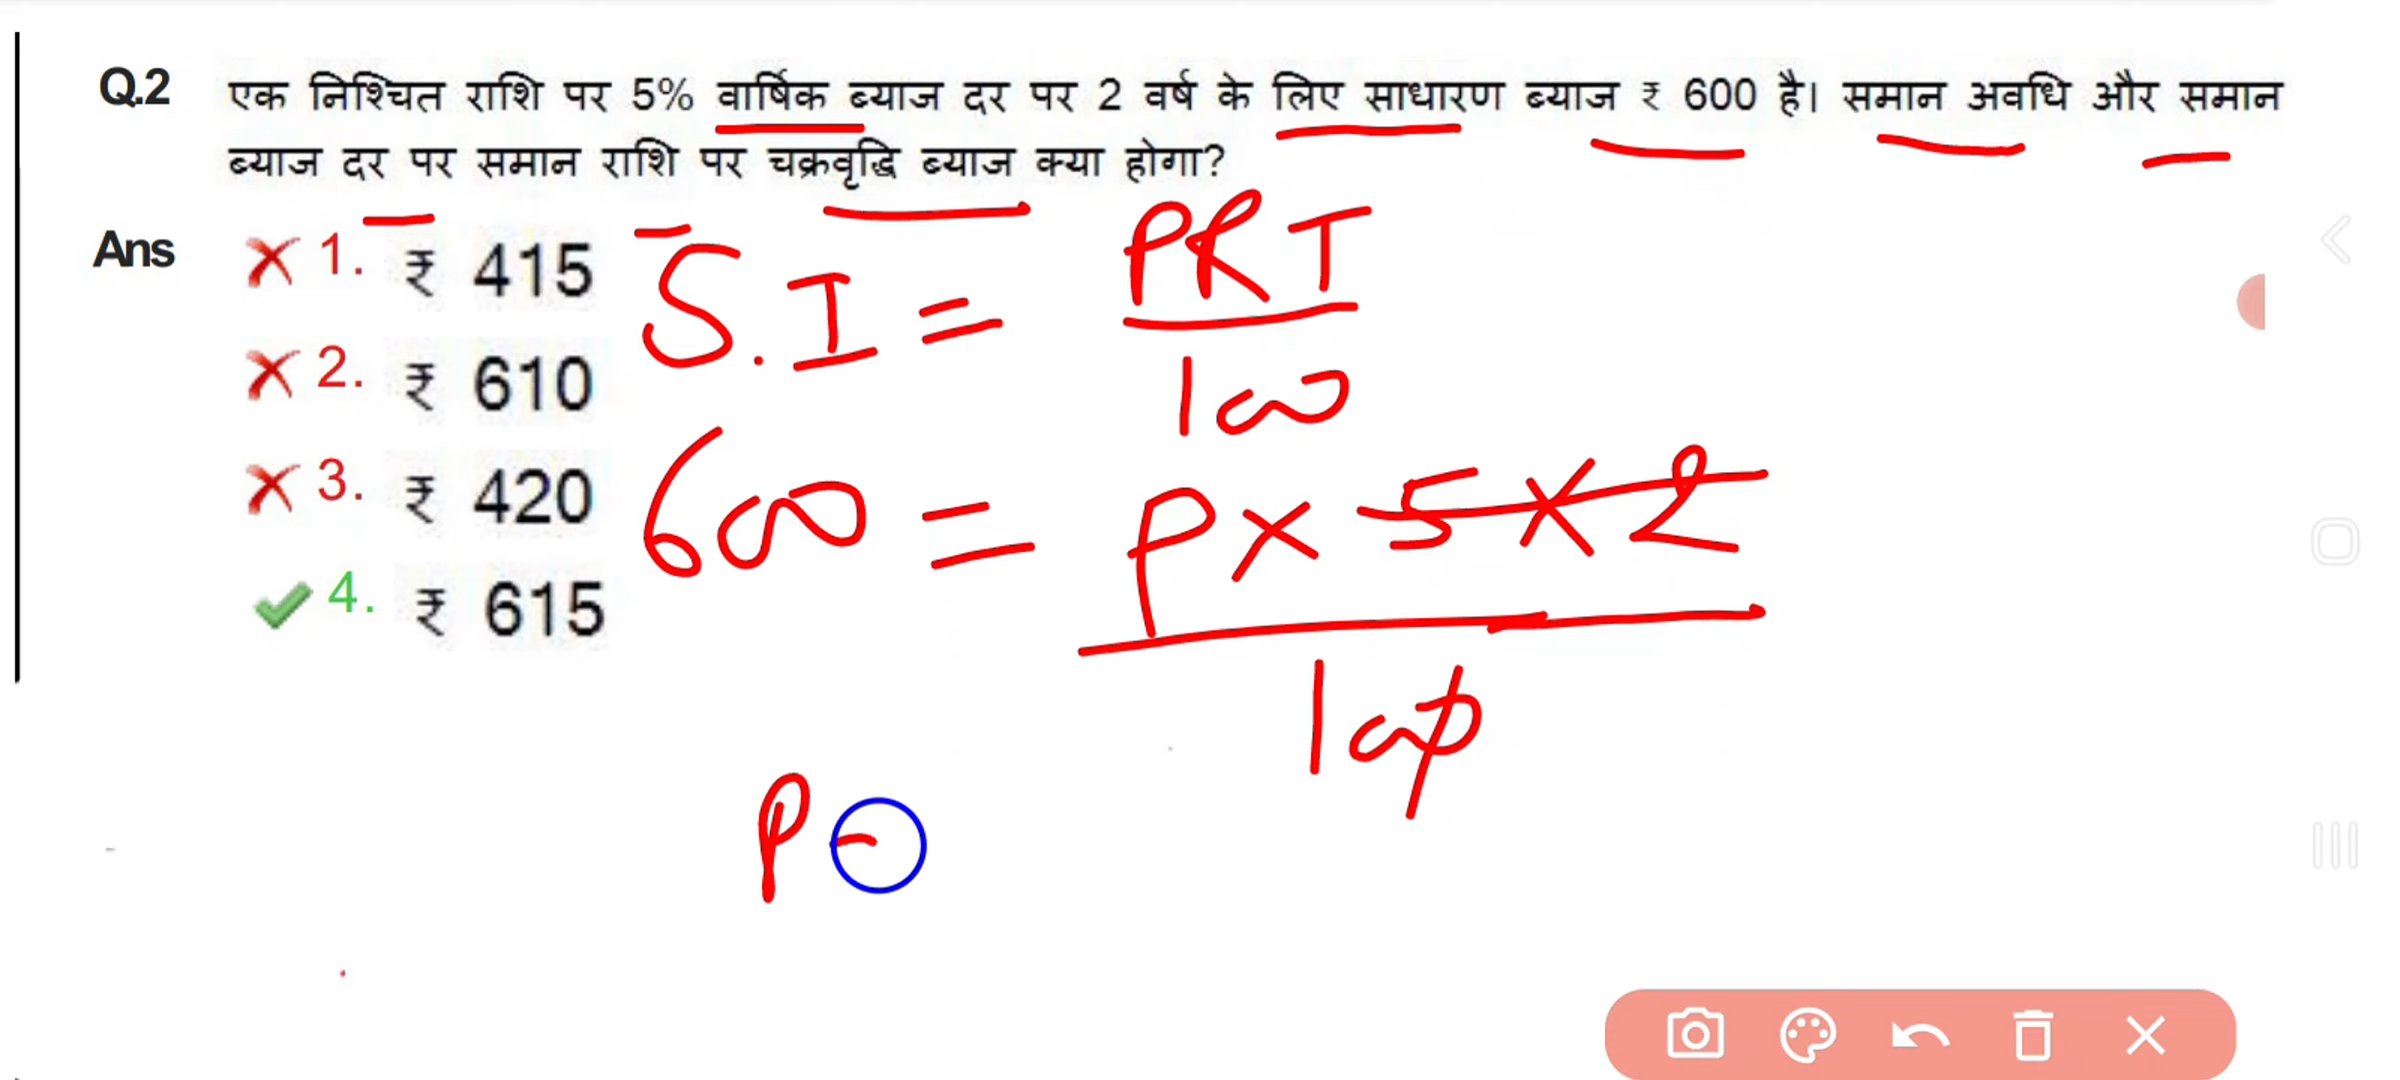 Q.2 एक निश्चित राशि पर 5% वार्षिक ब्याज दर पर 2 वर्ष के लिए साधारण ब्याज ₹ 600 है। समान अवधि और समान
ब्याज दर पर समान राशि पर चक्रवृद्धि ब्याज क्या होगा?
Ans 1. ₹ 415
2. ₹ 610
3. ₹ 420
4. ₹ 615
S.I = PRT
100
600 = P × 5 × 2
100
P =